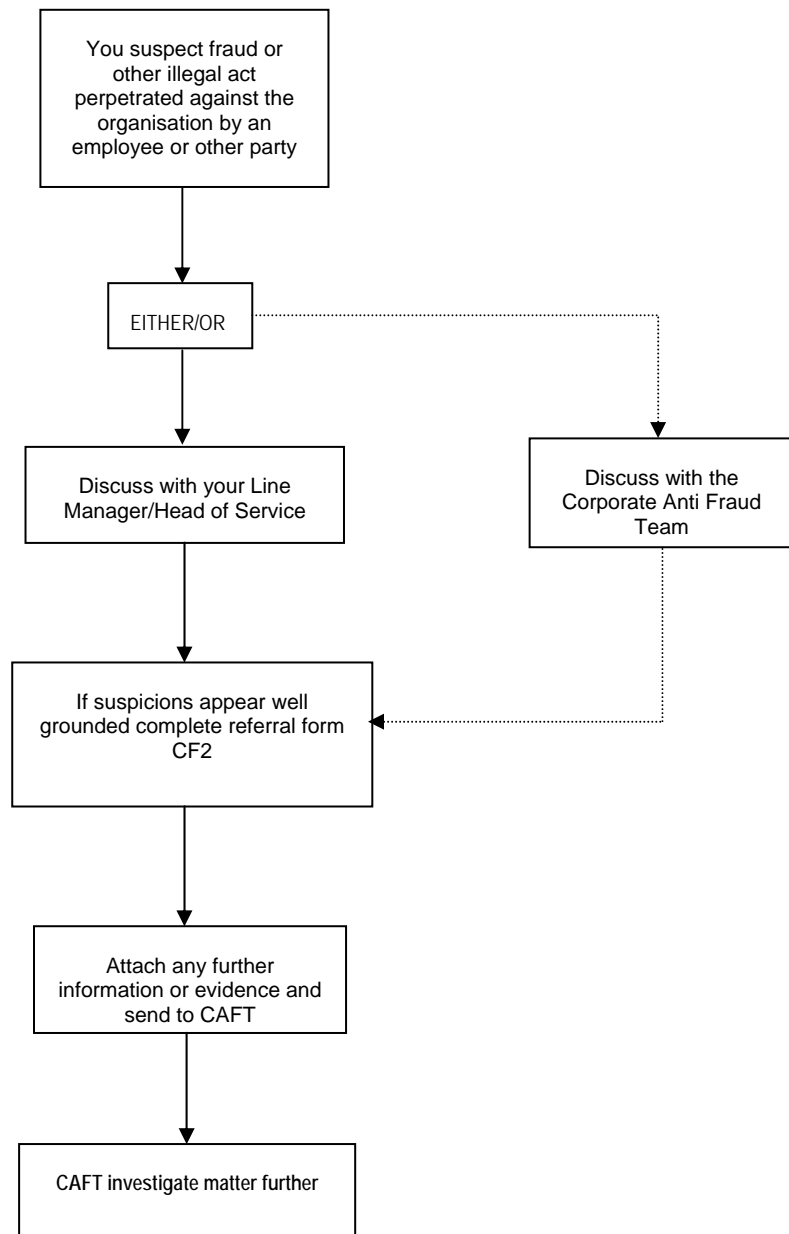 You suspect fraud or
other illegal act
perpetrated against the
organisation by an
employee or other party
EITHER/OR
Discuss with your Line
Manager/Head of Service
Discuss with the
Corporate Anti Fraud
Team
If suspicions appear well
grounded complete referral form
CF2
Attach any further
information or evidence and
send to CAFT
CAFT investigate matter further